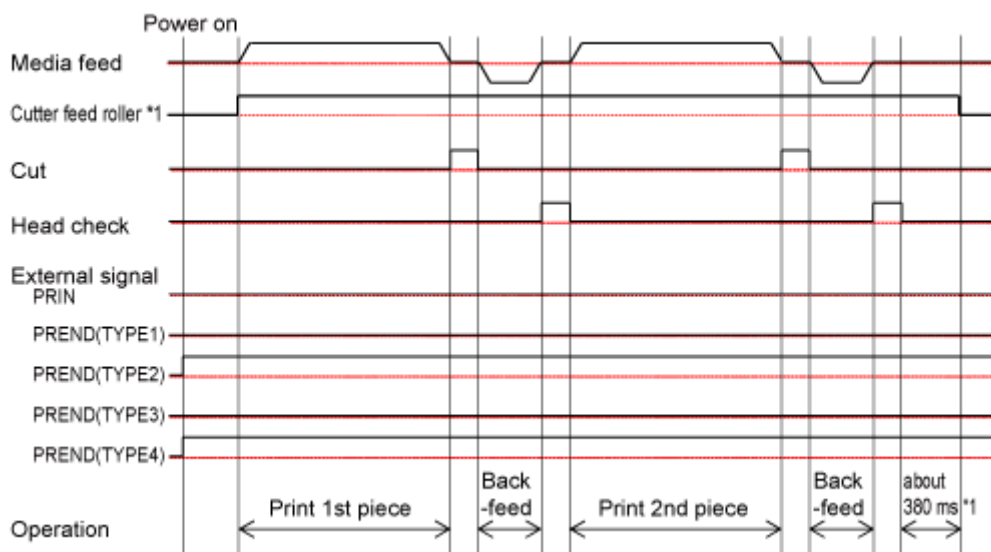 Power on
Media feed
Cutter feed roller *1
Cut
Head check
External signal
PRIN
PREND(TYPE1)
PREND(TYPE2)
PREND(TYPE3)
PREND(TYPE4)
Operation
Print 1st piece
Back
-feed
Print 2nd piece
Back
-feed
about
380 ms *1